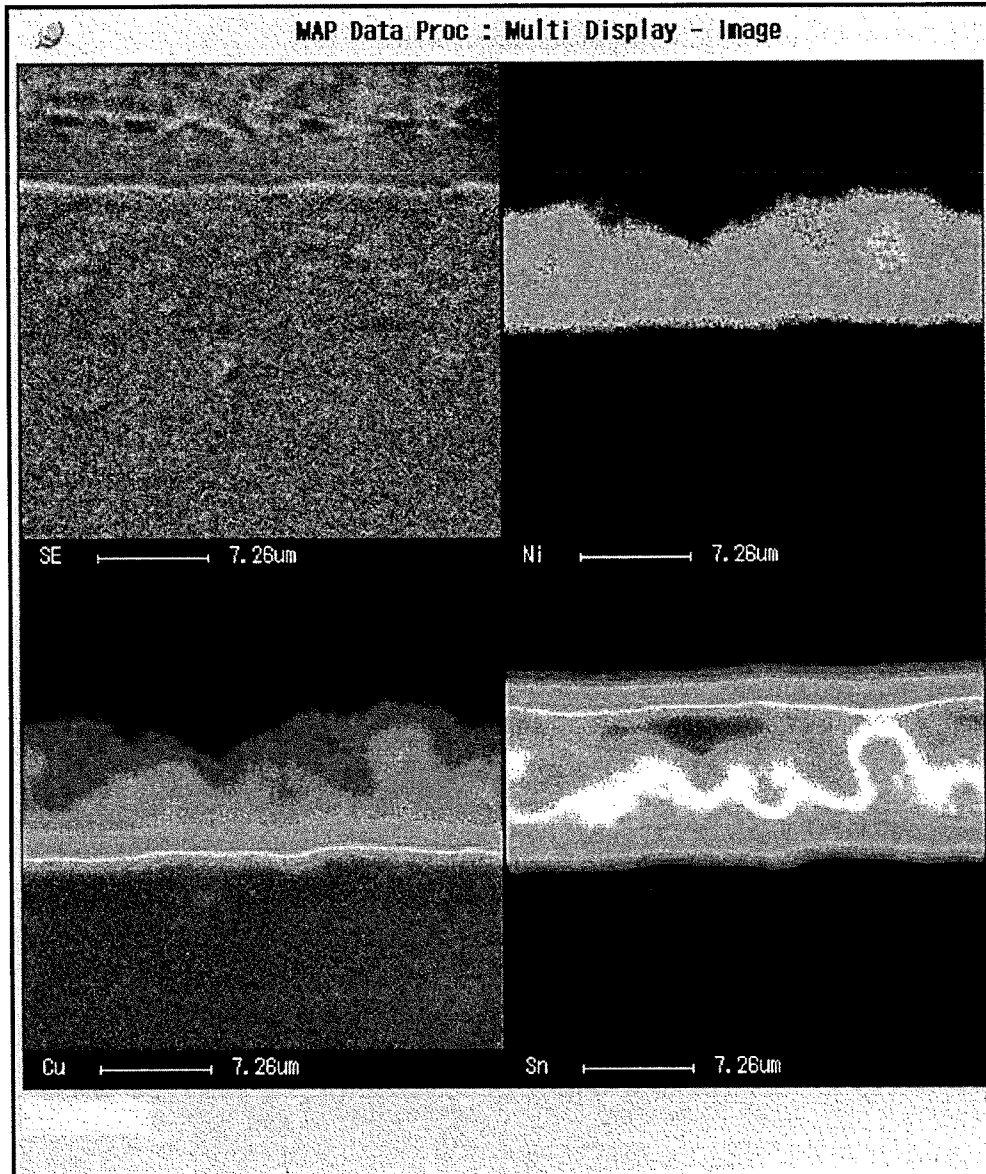 MAP Data Proc : Multi Display - Image
SE 7.26um
Ni 7.26um
Cu 7.26um
Sn 7.26um